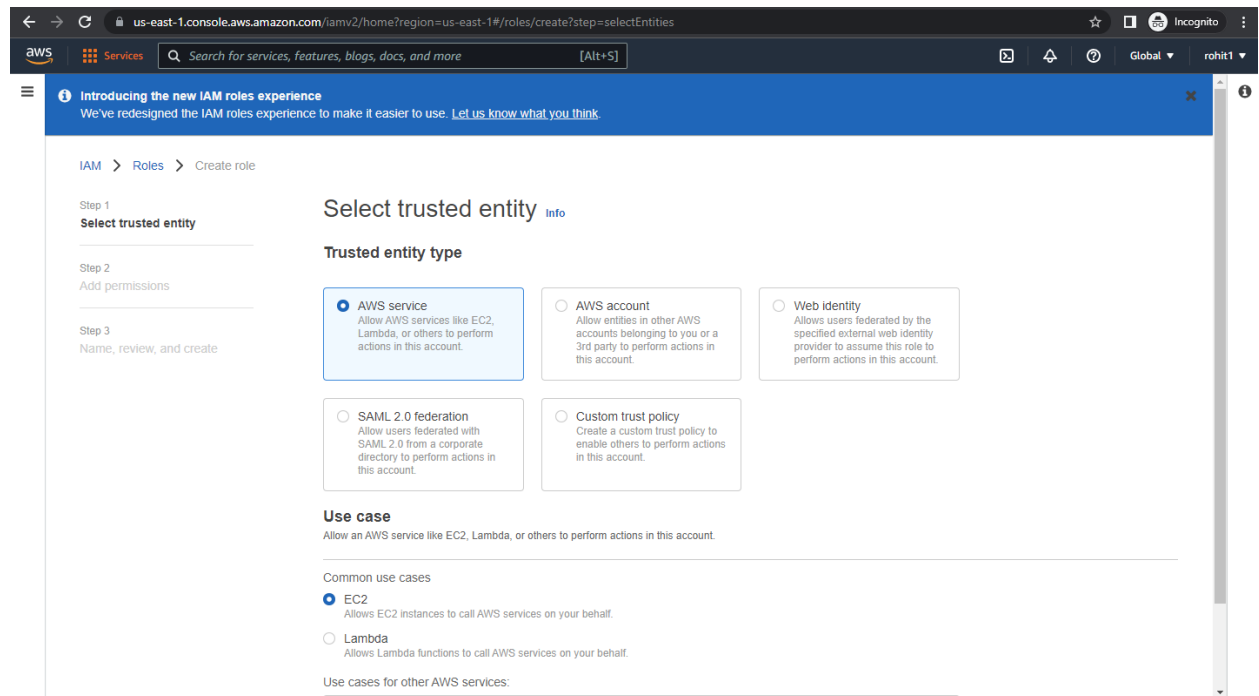 us-east-1.console.aws.amazon.com/iamv2/home?region=us-east-1#/roles/create?step=selectEntities
Incognito
aws
Services
Search for services, features, blogs, docs, and more
[Alt+S]
Global
rohit1
Introducing the new IAM roles experience
We've redesigned the IAM roles experience to make it easier to use. Let us know what you think.
IAM > Roles > Create role
Step 1
Select trusted entity
Step 2
Add permissions
Step 3
Name, review, and create
Select trusted entity Info
Trusted entity type
AWS service
Allow AWS services like EC2,
Lambda, or others to perform
actions in this account.
AWS account
Allow entities in other AWS
accounts belonging to you or a
3rd party to perform actions in
this account.
Web identity
Allows users federated by the
specified external web identity
provider to assume this role to
perform actions in this account.
SAML 2.0 federation
Allow users federated with
SAML 2.0 from a corporate
directory to perform actions in
this account.
Custom trust policy
Create a custom trust policy to
enable others to perform actions
in this account.
Use case
Allow an AWS service like EC2, Lambda, or others to perform actions in this account.
Common use cases
EC2
Allows EC2 instances to call AWS services on your behalf.
Lambda
Allows Lambda functions to call AWS services on your behalf.
Use cases for other AWS services: